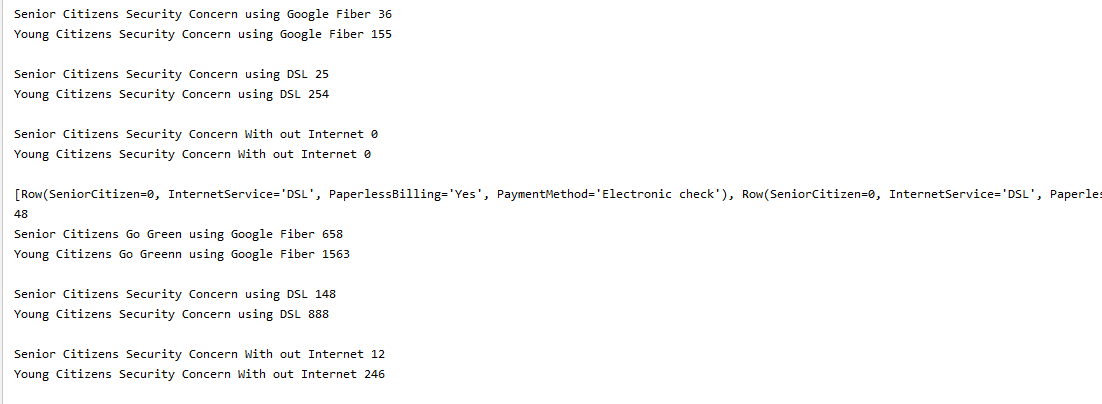 Senior Citizens Security Concern using Google Fiber 36
Young Citizens Security Concern using Google Fiber 155
Senior Citizens Security Concern using DSL 25
Young Citizens Security Concern using DSL 254
Senior Citizens Security Concern With out Internet 0
Young Citizens Security Concern With out Internet 0
[Row(SeniorCitizen=0, InternetService='DSL', PaperlessBilling='Yes', PaymentMethod='Electronic check'), Row(SeniorCitizen=0, InternetService='DSL', Paperles
48
Senior Citizens Go Green using Google Fiber 658
Young Citizens Go Greenn using Google Fiber 1563
Senior Citizens Security Concern using DSL 148
Young Citizens Security Concern using DSL 888
Senior Citizens Security Concern With out Internet 12
Young Citizens Security Concern With out Internet 246